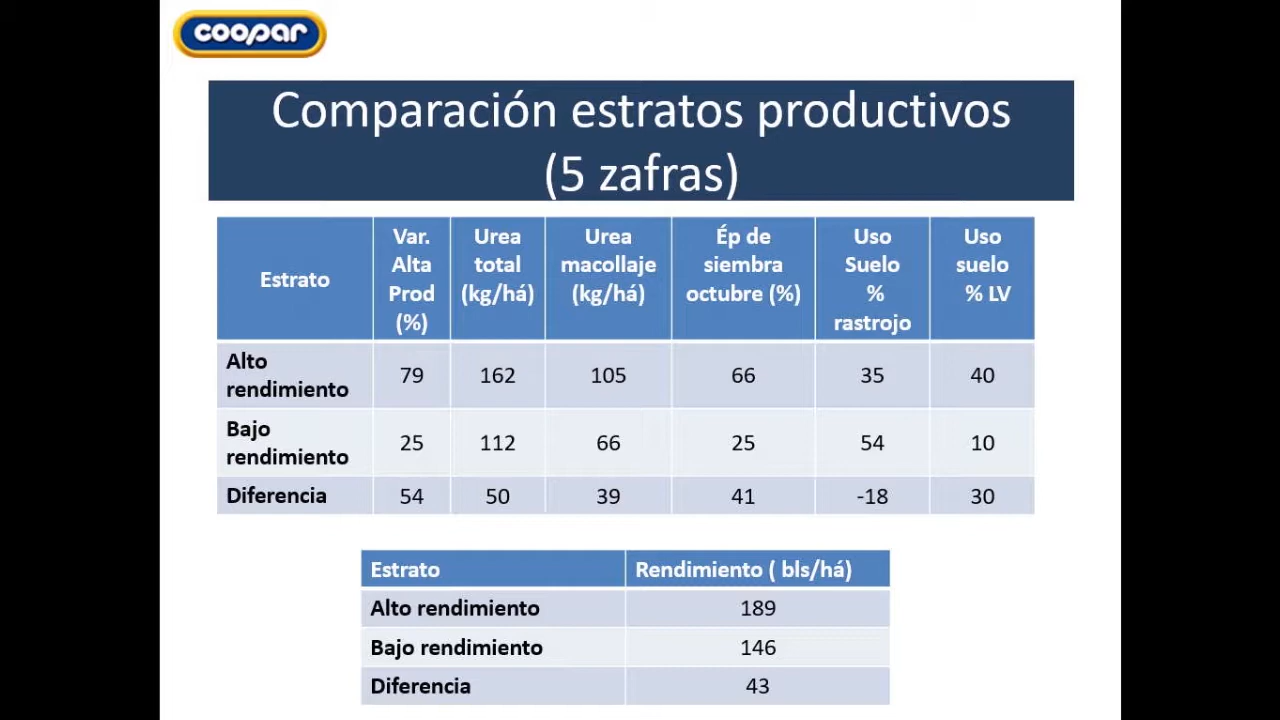 coopar
Comparación estratos productivos
(5 zafras)
Estrato
Var.
Alta
Prod
(%)
Urea
total
(kg/há)
Urea
macollaje
(kg/há)
Ép de
siembra
octubre (%)
Uso
Suelo
%
rastrojo
Uso
suelo
% LV
Alto
rendimiento
79
162
105
66
35
40
Bajo
rendimiento
25
112
66
25
54
10
Diferencia
54
50
39
41
-18
30
Estrato
Rendimiento ( bls/há)
Alto rendimiento
189
Bajo rendimiento
146
Diferencia
43